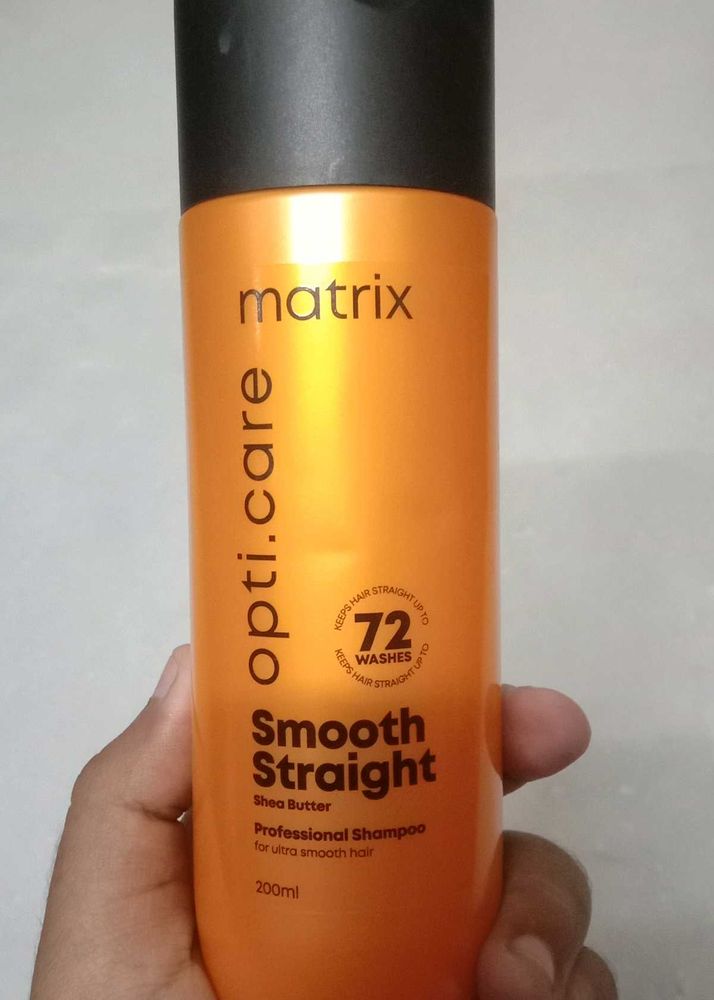 matrix
opti.care
KEEPS HAIR STRAIGHT UP TO
72
WASHES
KEEPS HAIR STRAIGHT UP TO
Smooth
Straight
Shea Butter
Professional Shampoo
for ultra smooth hair
200ml